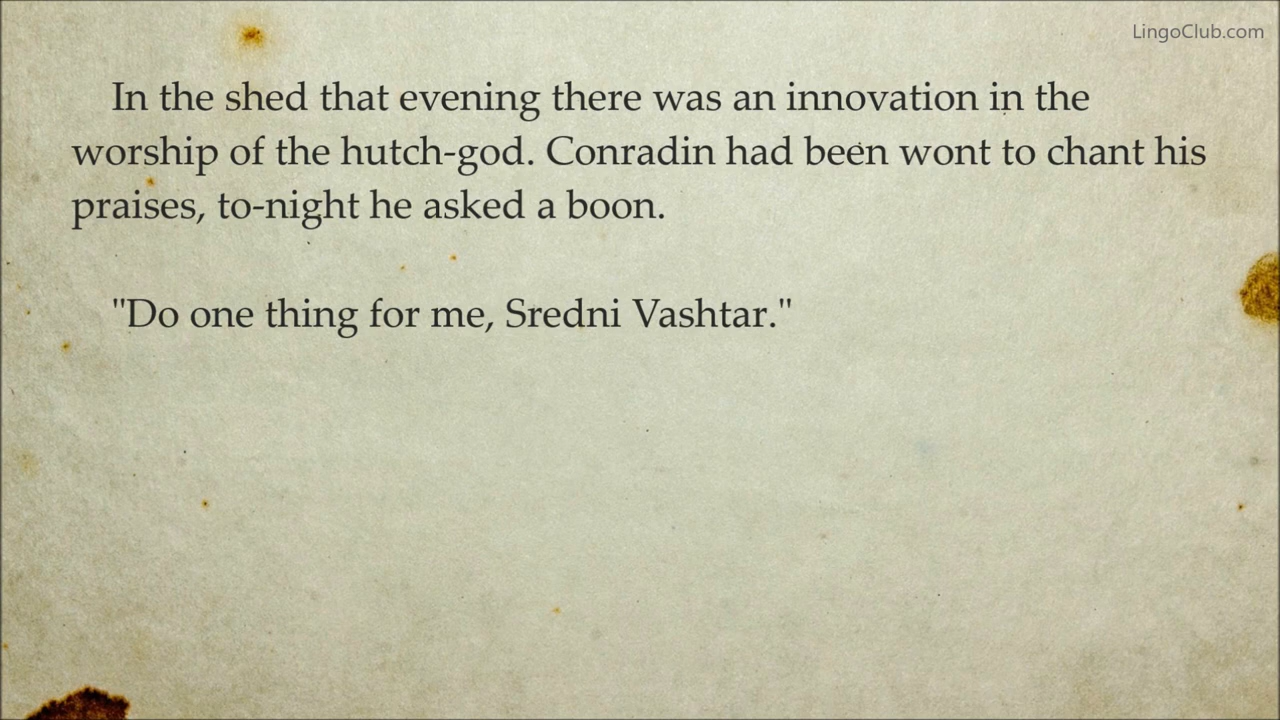 LingoClub.com
In the shed that evening there was an innovation in the
worship of the hutch-god. Conradin had been wont to chant his
praises, to-night he asked a boon.
"Do one thing for me, Sredni Vashtar."